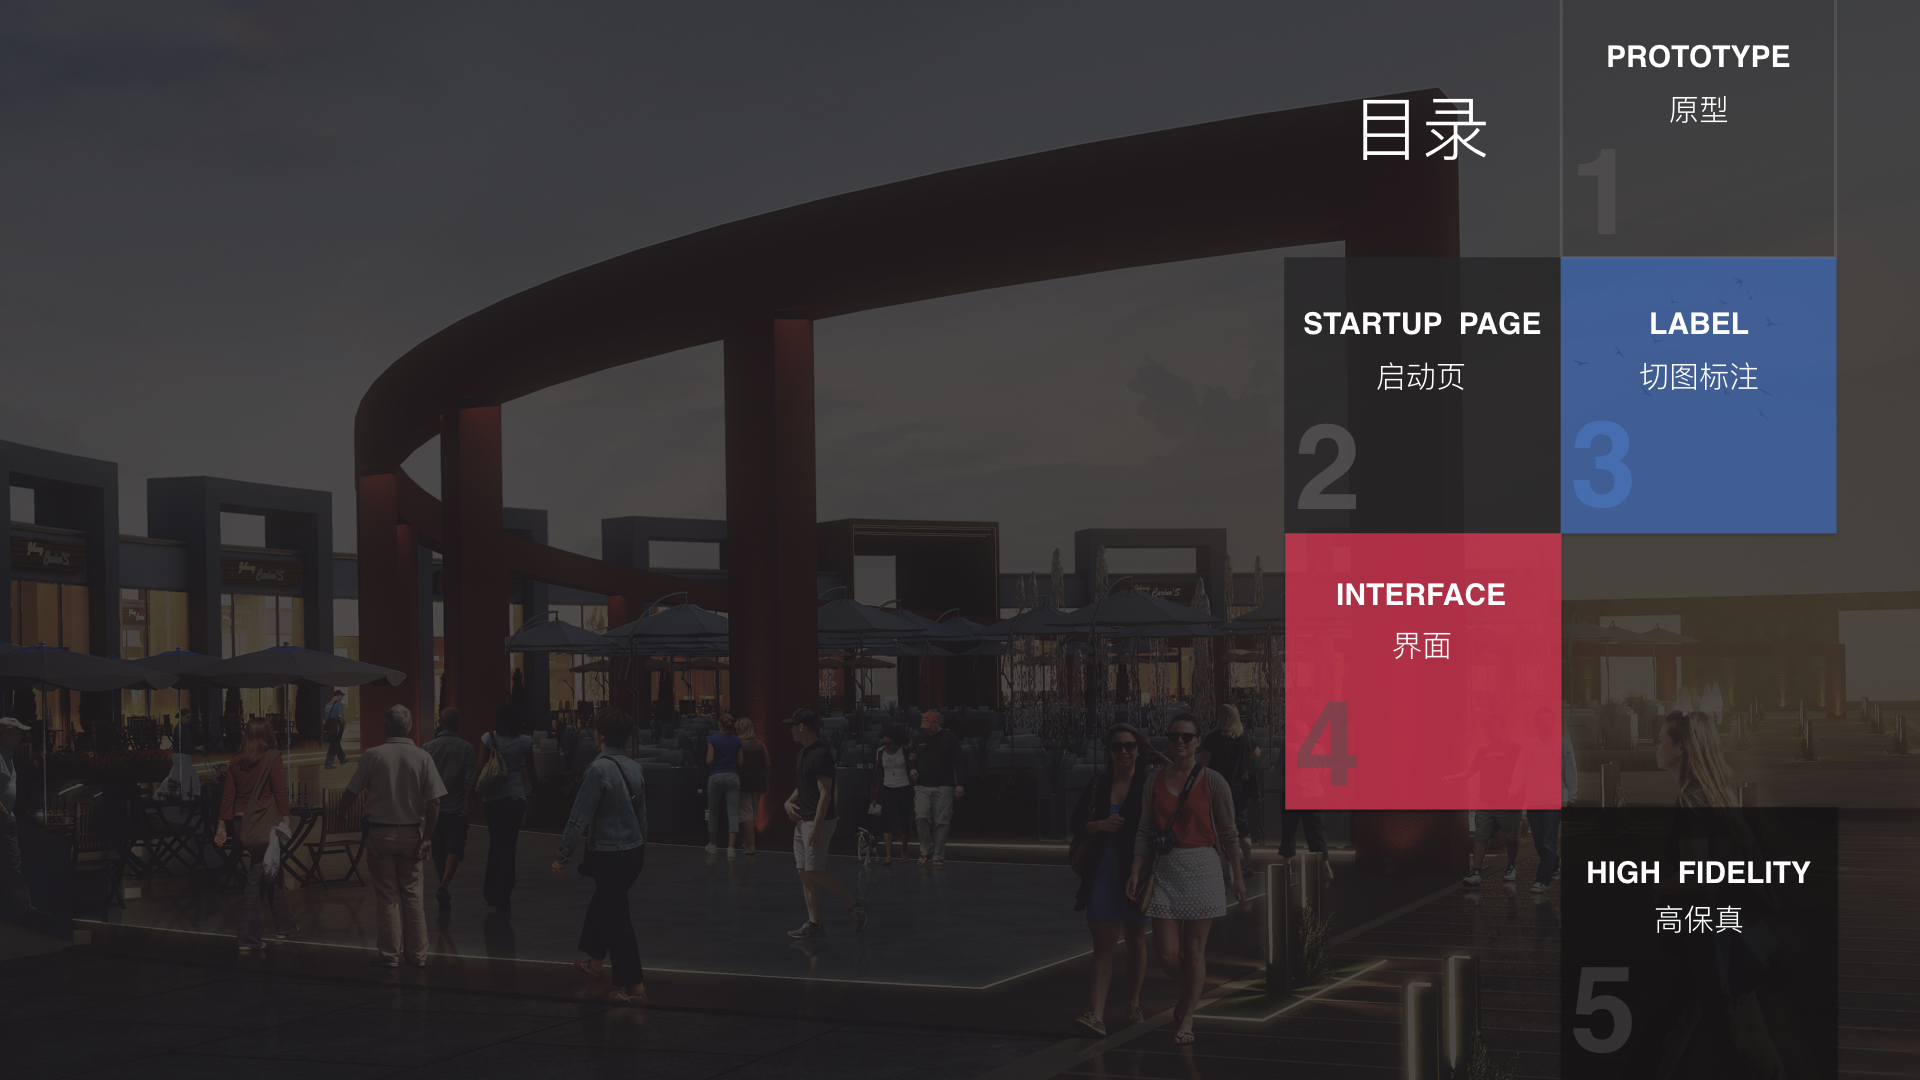 目录
PROTOTYPE
原型
1
STARTUP PAGE
启动页
2
LABEL
切图标注
3
INTERFACE
界面
4
HIGH FIDELITY
高保真
5